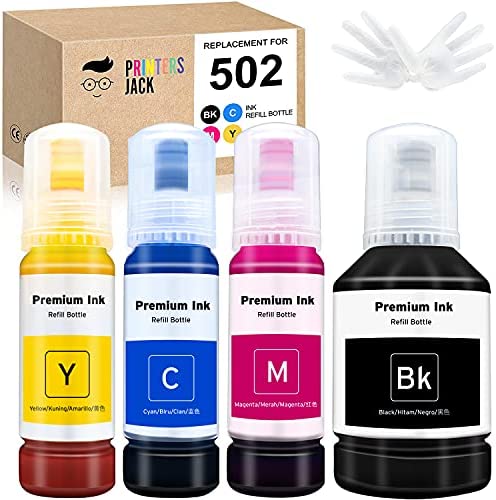 PRINTERS
JACK
REPLACEMENT FOR
502
BK C INK
REFILL BOTTLE
M Y
CE
Premium Ink
Refill Bottle
Y
Yellow/Kuning/Amarillo/黄色
Premium Ink
Refill Bottle
C
Cyan/Biru/Cian/蓝色
Premium Ink
Refill Bottle
M
Magenta/Merah/Magenta/红色
Premium Ink
Refill Bottle
Bk
Black/Hitam/Negro/黑色